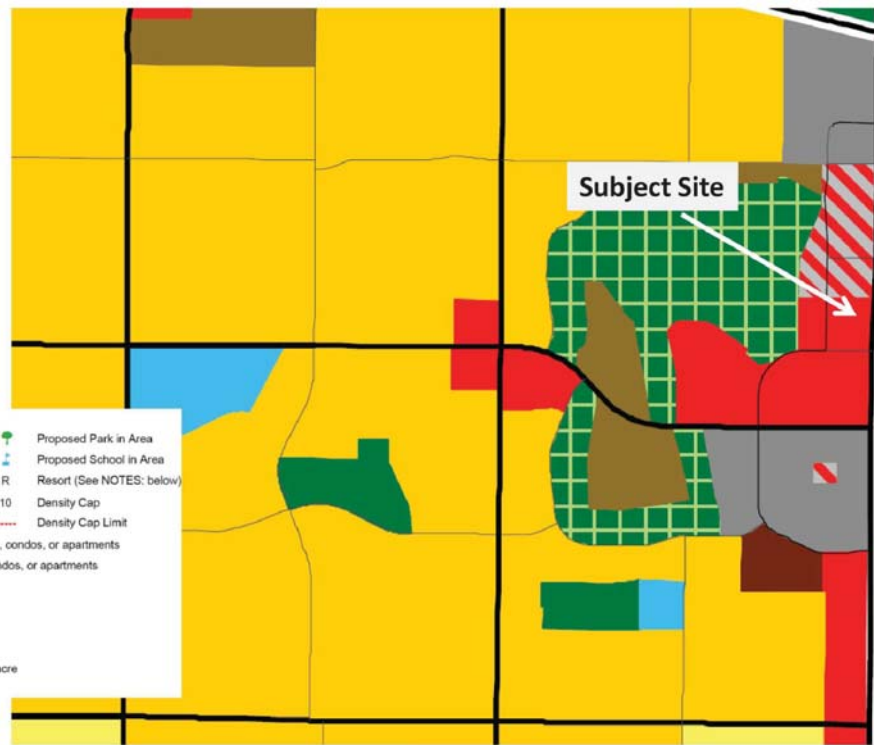 Subject Site
Proposed Park in Area
Proposed School in Area
R Resort (See NOTES: below)
10 Density Cap
Density Cap Limit
, condos, or apartments
dos, or apartments
cre